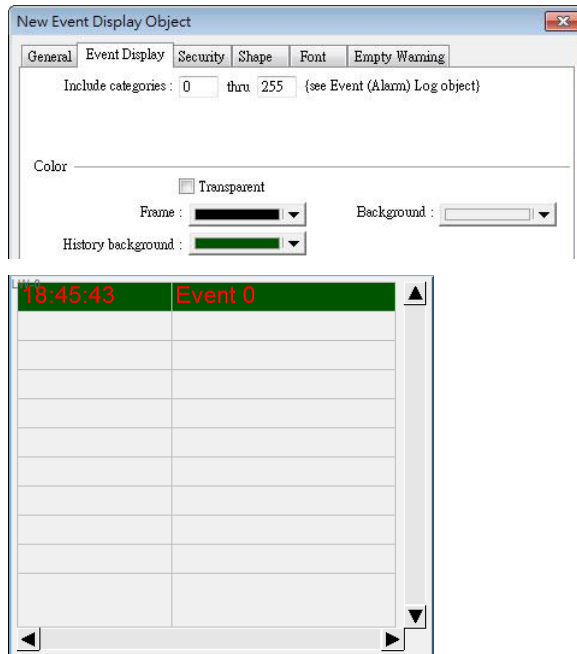 New Event Display Object
General Event Display Security Shape Font Empty Warning
Include categories : 0 thru 255 {see Event (Alarm) Log object}
Color
Transparent
Frame : Background :
History background :
18:45:43 Event 0